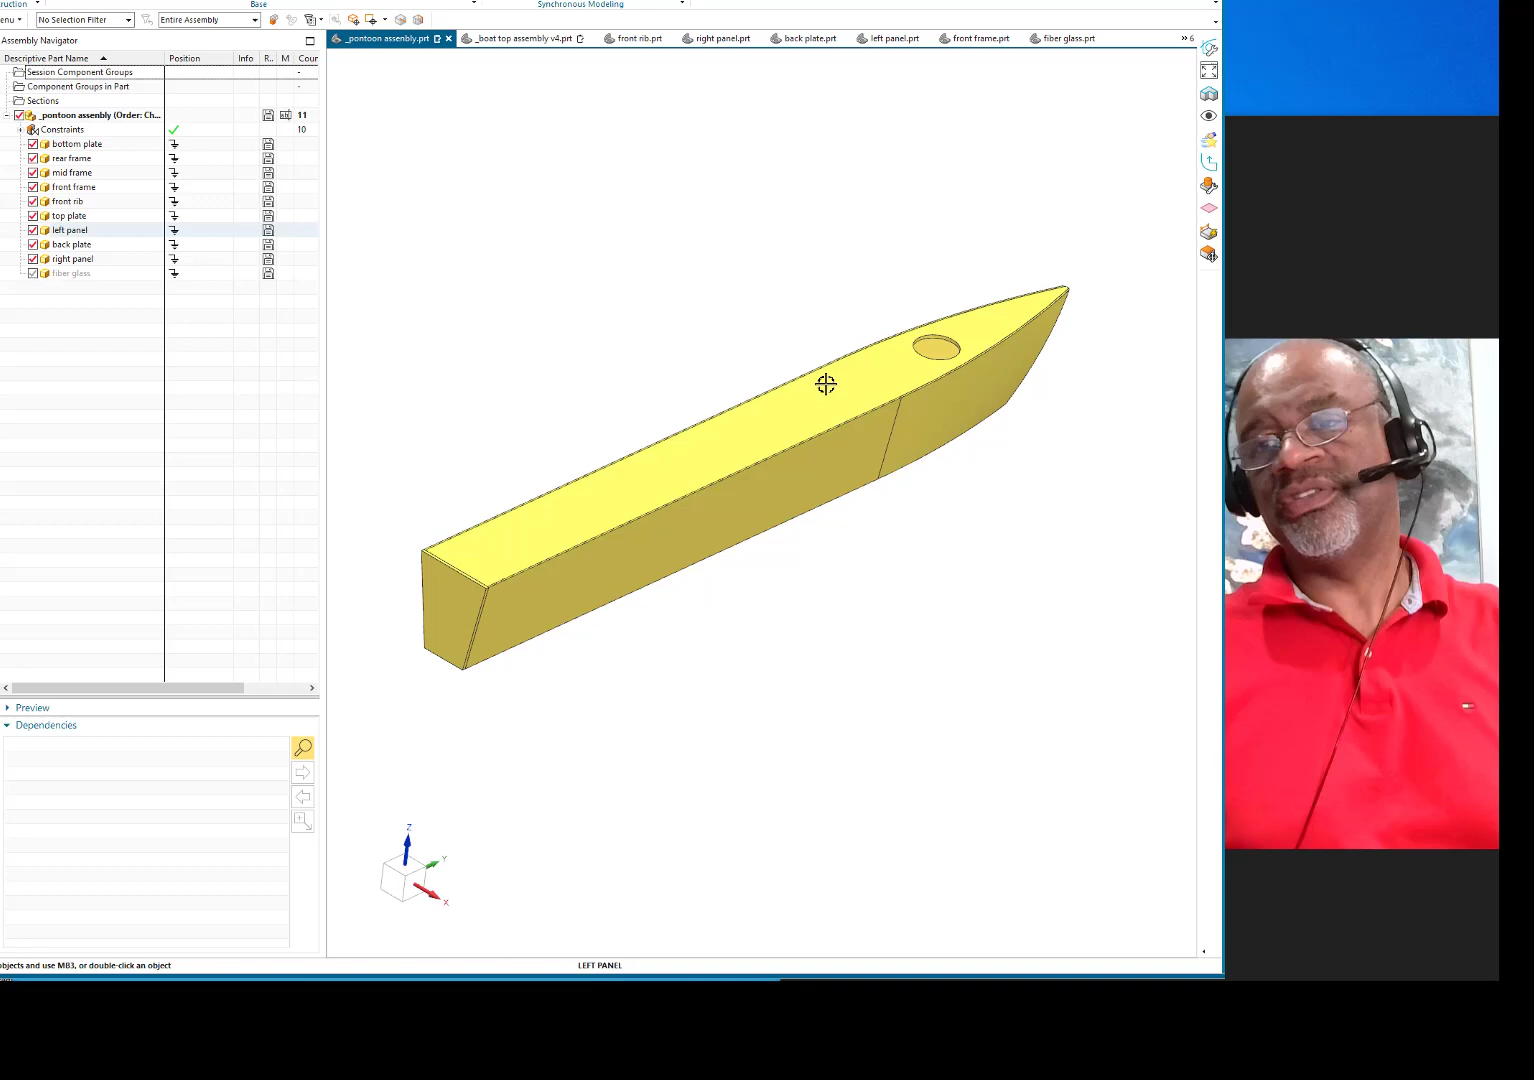 ruction
Base
Synchronous Modeling
enu
No Selection Filter
Entire Assembly
Assembly Navigator
_pontoon assenbly.prt
_boat top assembly v4.prt
front rib.prt
right panel.prt
back plate.prt
left panel.prt
front frame.prt
fiber glass.prt
6
Descriptive Part Name
Position
Info
R..
M
Cour
Session Component Groups
-
Component Groups in Part
-
Sections
_pontoon assembly (Order: Ch...
11
Constraints
10
bottom plate
rear frame
mid frame
front frame
front rib
top plate
left panel
back plate
right panel
fiber glass
Preview
Dependencies
Z
Y
X
objects and use MB3, or double-click an object
LEFT PANEL